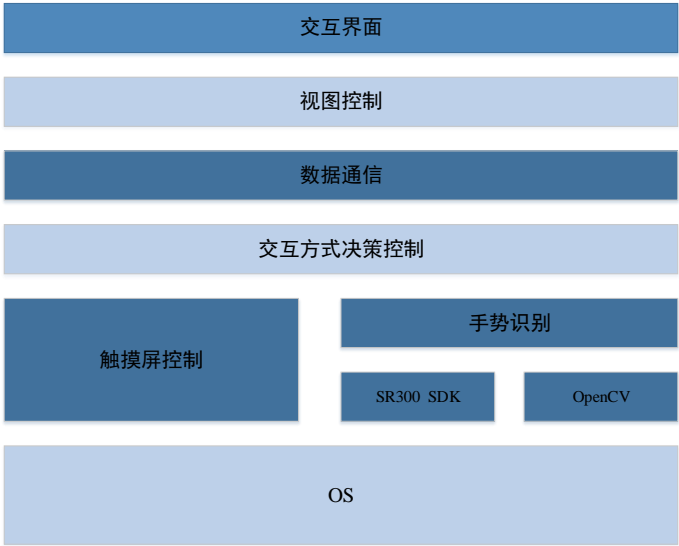 交互界面
视图控制
数据通信
交互方式决策控制
触摸屏控制
手势识别
SR300 SDK
OpenCV
OS